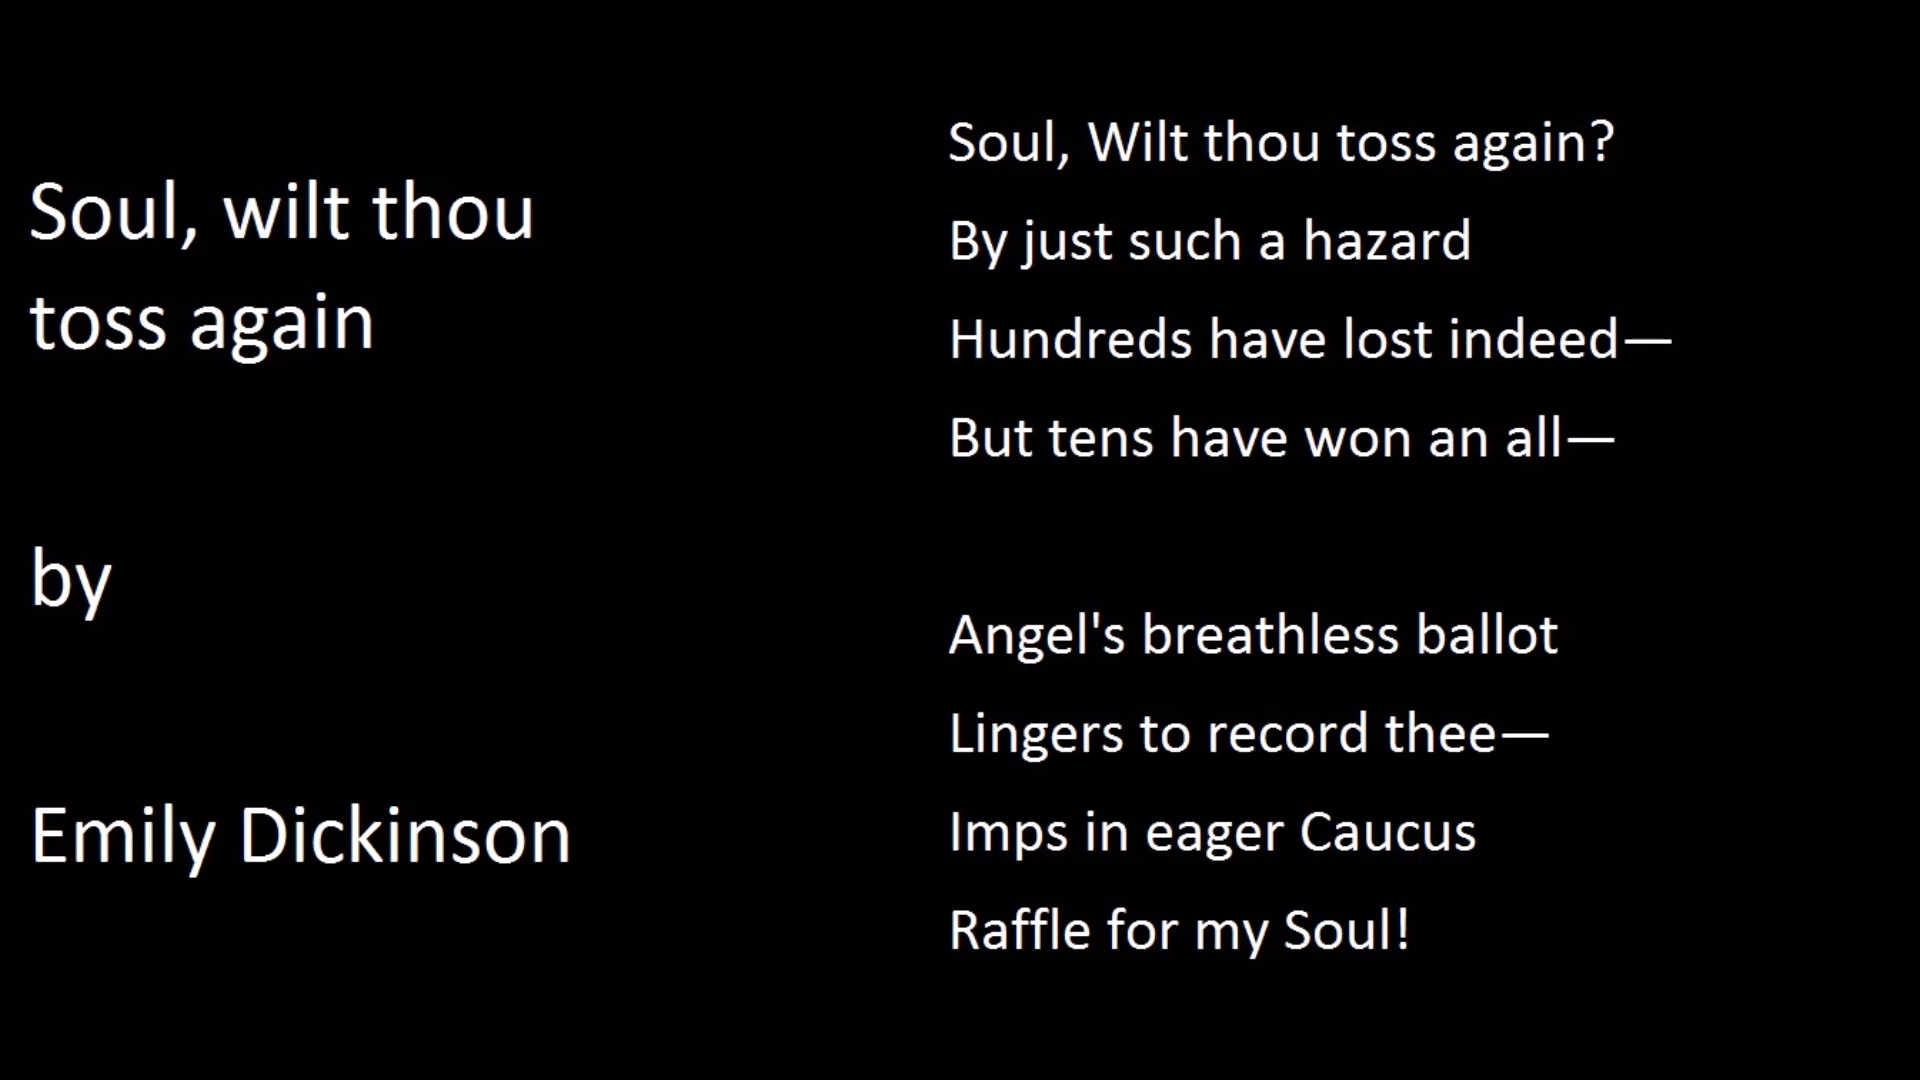 Soul, wilt thou
toss again
by
Emily Dickinson
Soul, Wilt thou toss again?
By just such a hazard
Hundreds have lost indeed—
But tens have won an all—
Angel's breathless ballot
Lingers to record thee—
Imps in eager Caucus
Raffle for my Soul!